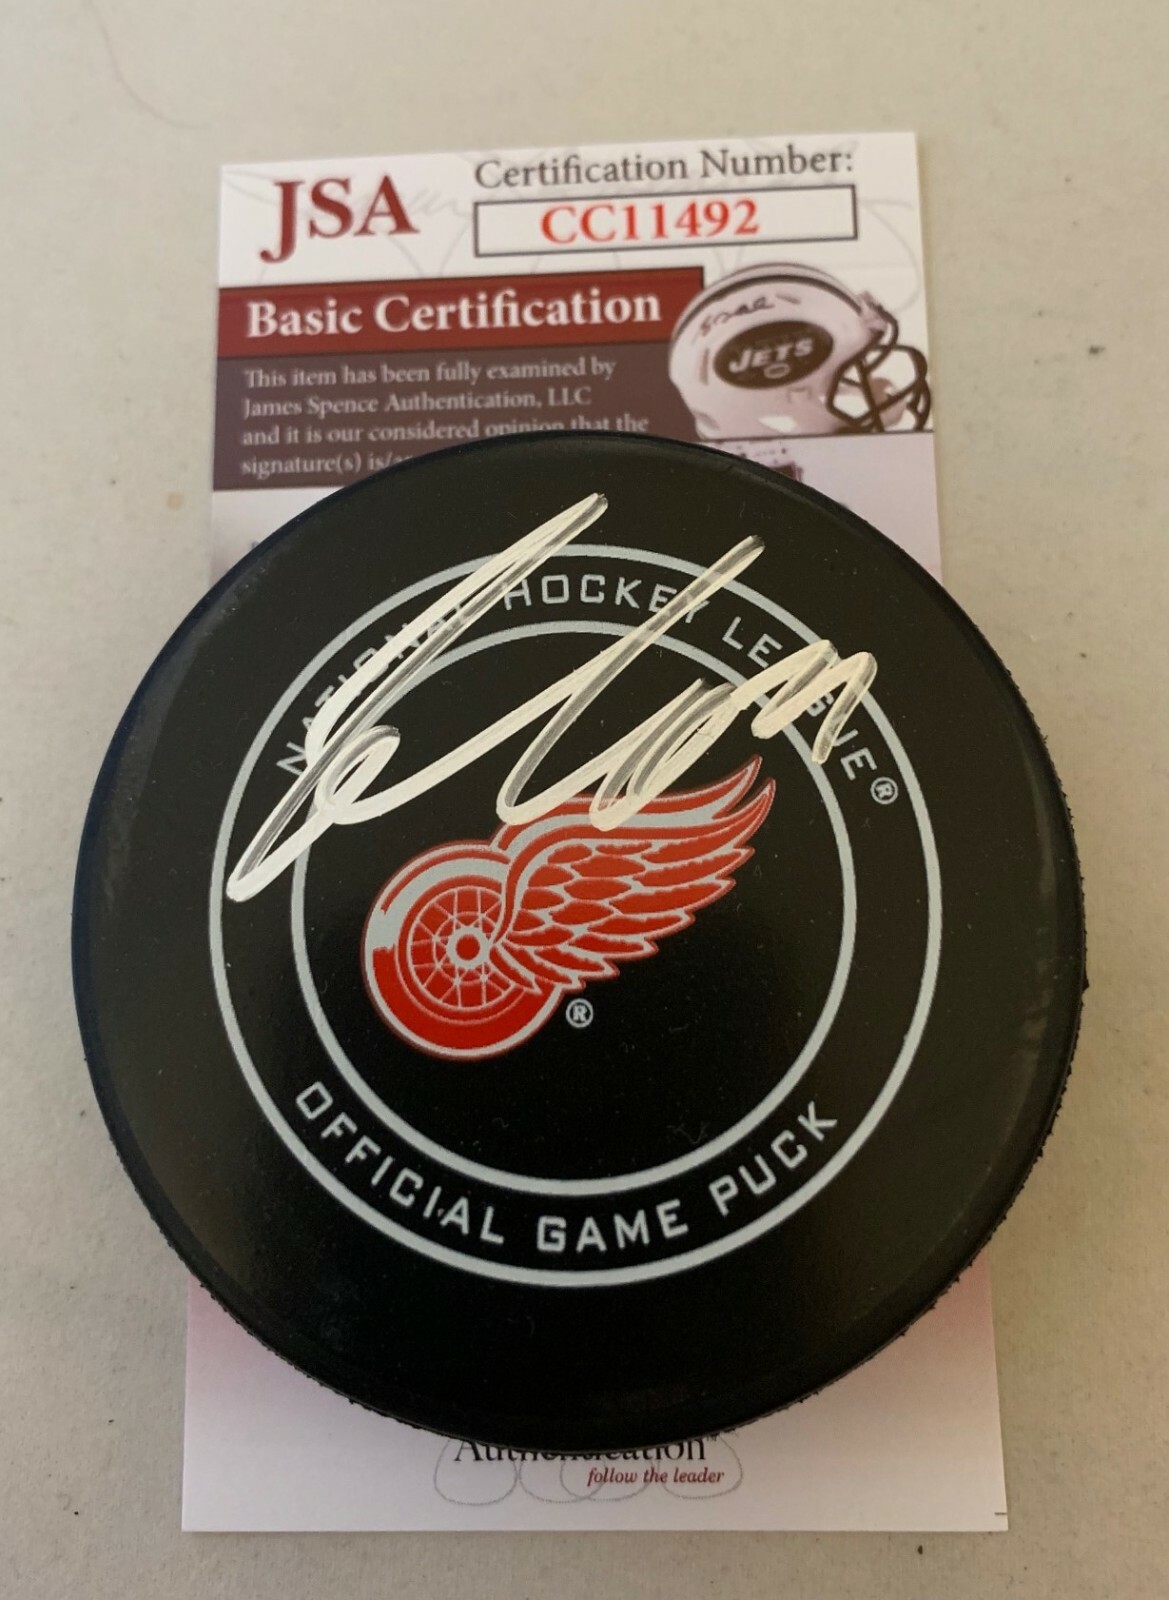 JSA
Certification Number:
CC11492
Basic Certification
This item has been fully examined by
James Spence Authentication, LLC
and it is our considered opinion that the
signature(s) is/
JETS
NATIONAL HOCKEY LEAGUE®
®
OFFICIAL GAME PUCK
Authentication™
follow the leader